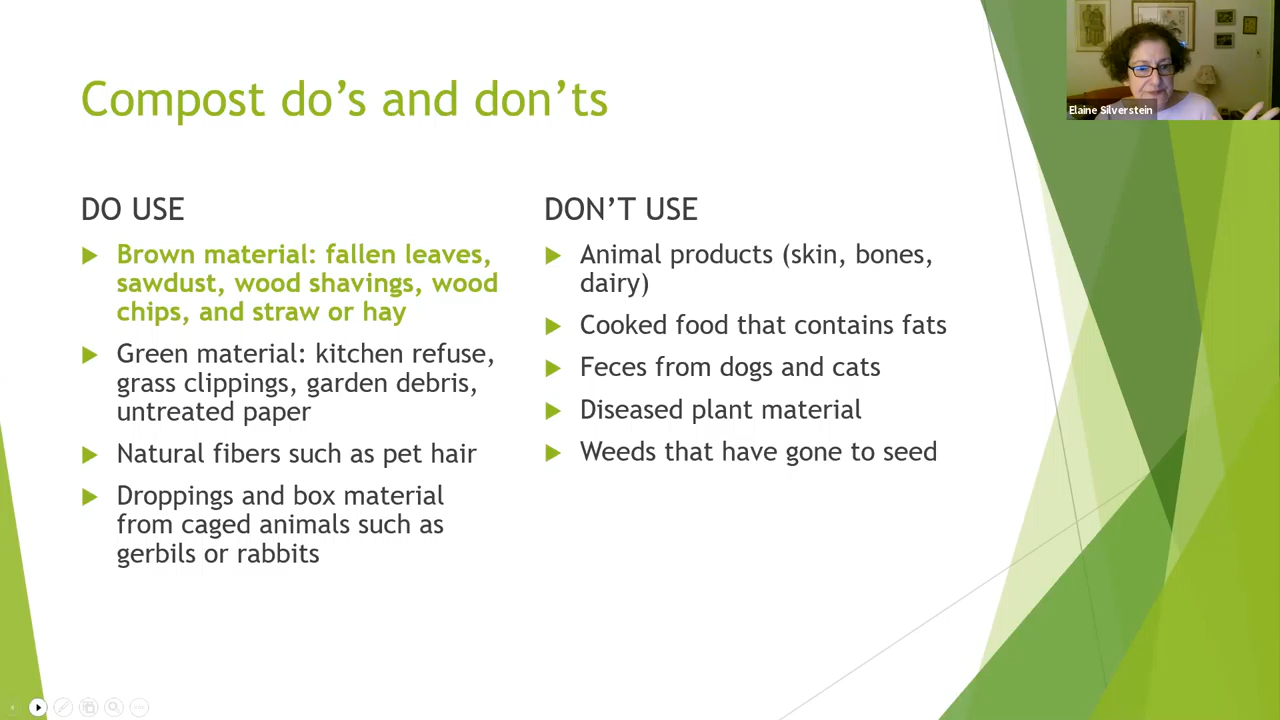 Compost do’s and don’ts
DO USE
Brown material: fallen leaves,
sawdust, wood shavings, wood
chips, and straw or hay
Green material: kitchen refuse,
grass clippings, garden debris,
untreated paper
Natural fibers such as pet hair
Droppings and box material
from caged animals such as
gerbils or rabbits
DON’T USE
Animal products (skin, bones,
dairy)
Cooked food that contains fats
Feces from dogs and cats
Diseased plant material
Weeds that have gone to seed
Elaine Silverstein